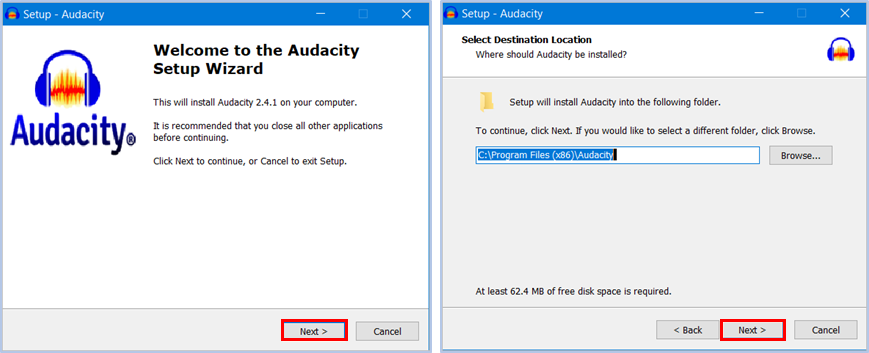 Setup - Audacity
Welcome to the Audacity
Setup Wizard
This will install Audacity 2.4.1 on your computer.
It is recommended that you close all other applications
before continuing.
Click Next to continue, or Cancel to exit Setup.
Audacity®
Next >
Cancel
Setup - Audacity
Select Destination Location
Where should Audacity be installed?
Setup will install Audacity into the following folder.
To continue, click Next. If you would like to select a different folder, click Browse.
C:\Program Files (x86)\Audacity
Browse...
At least 62.4 MB of free disk space is required.
< Back
Next >
Cancel